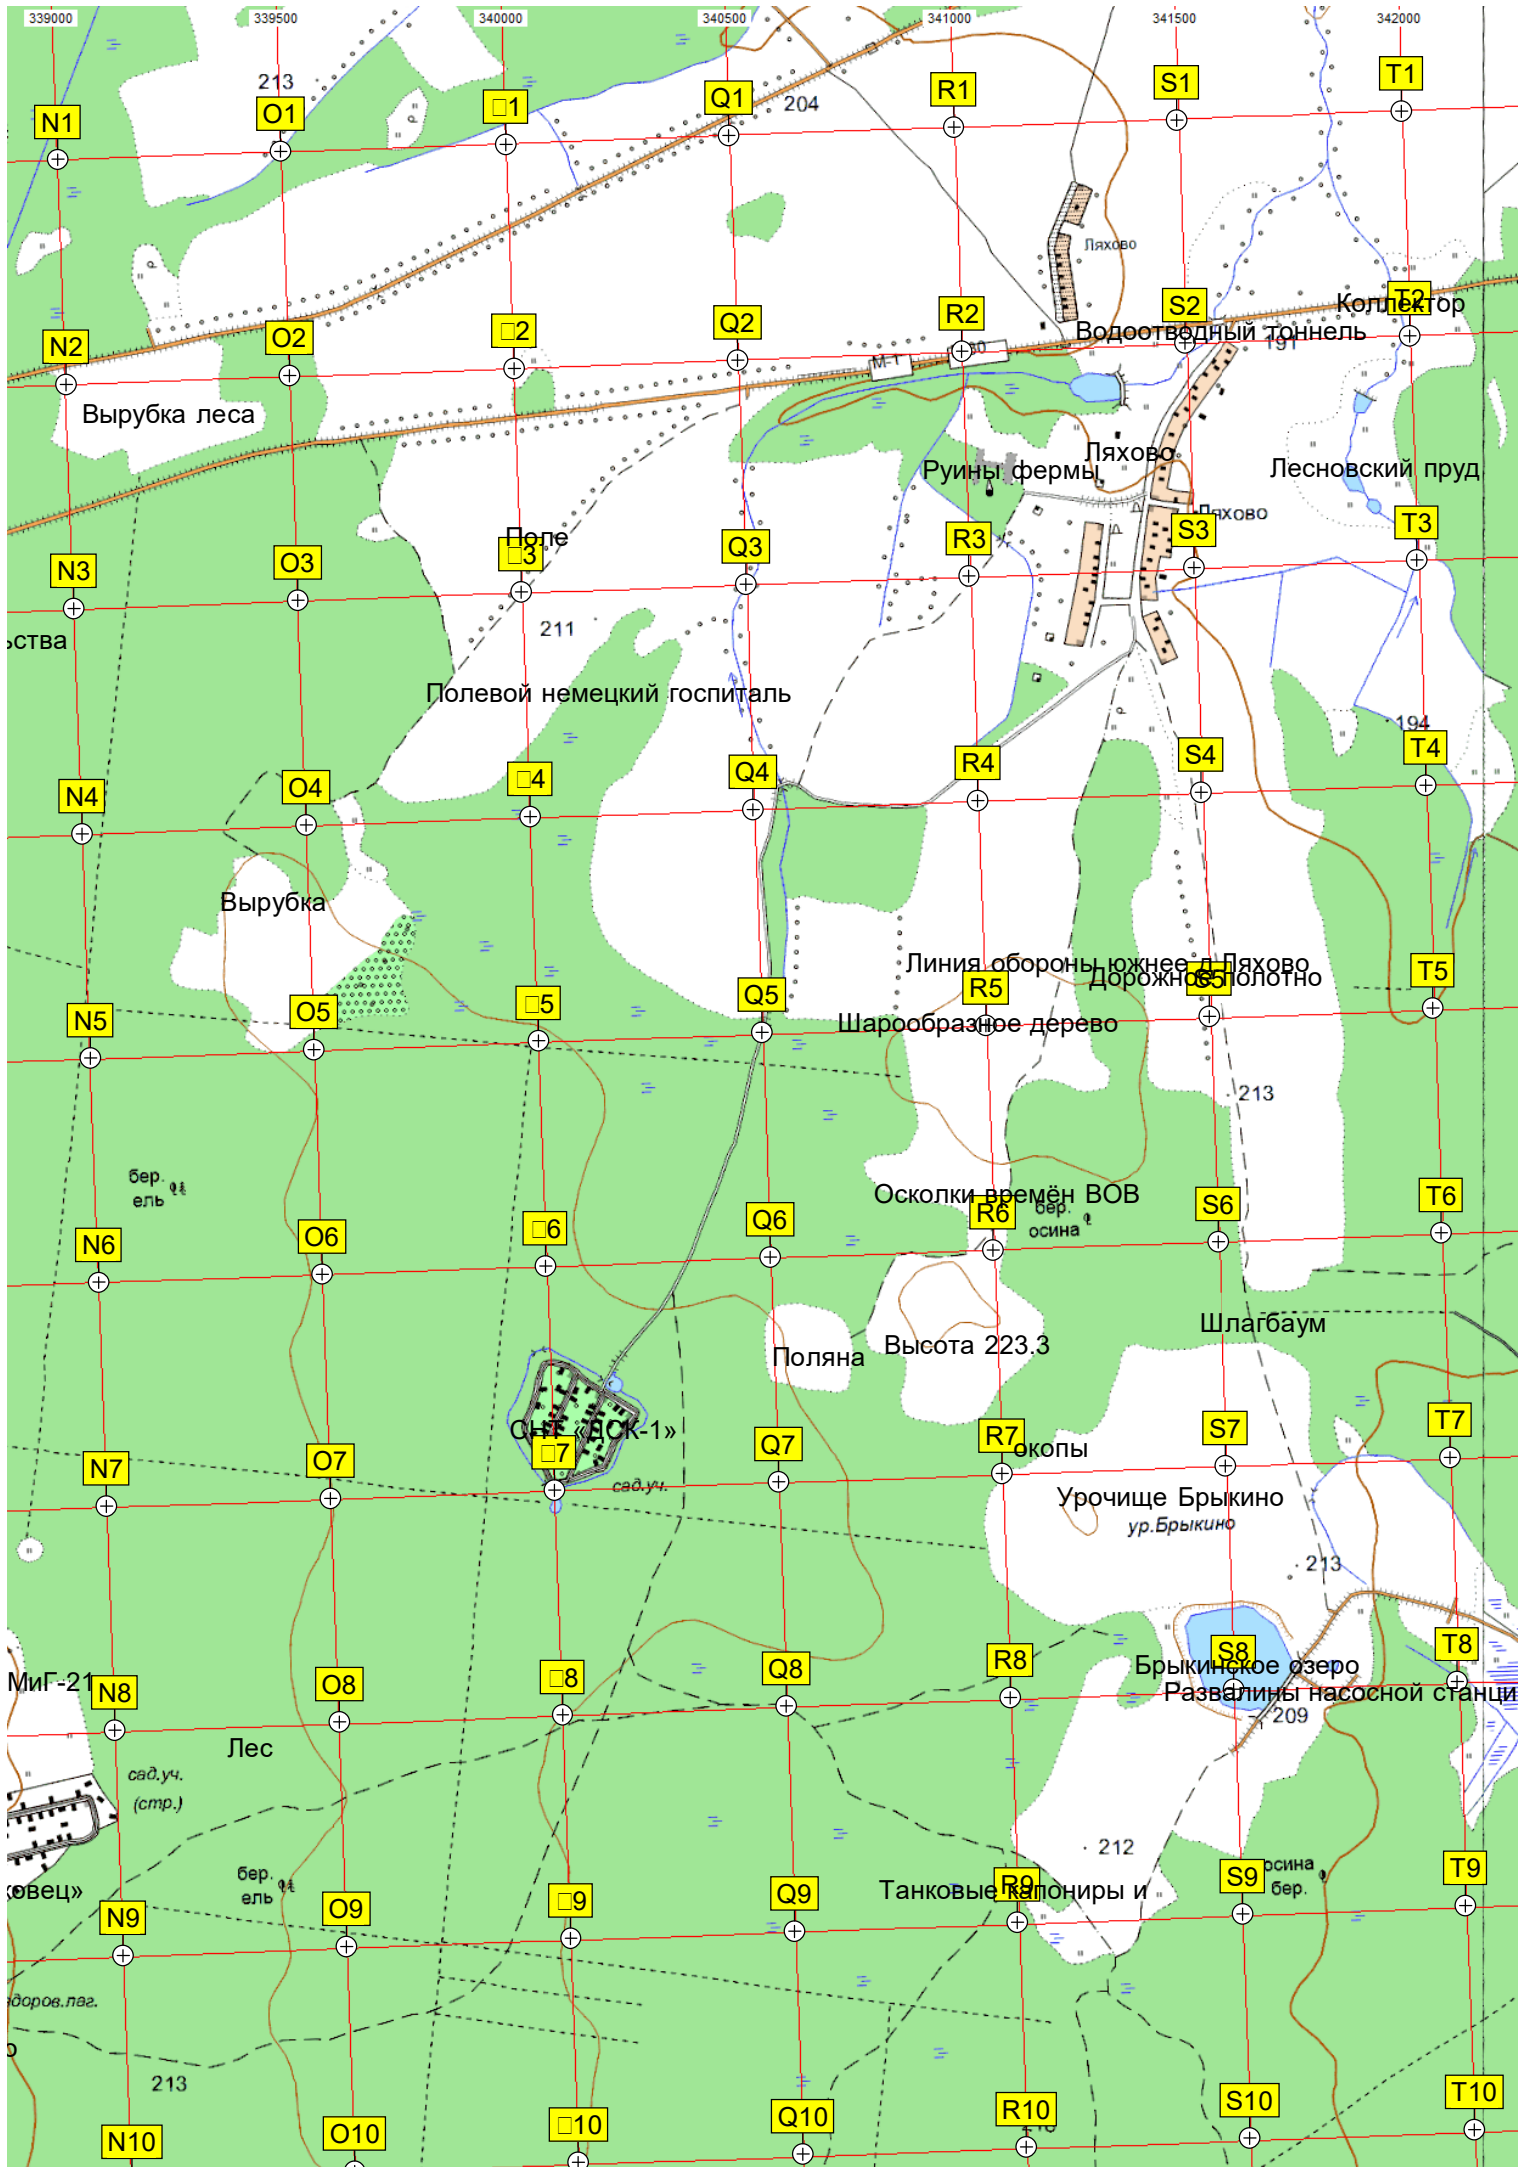 339000 339500 340000 340500 341000 341500 342000
213
204
N1 O1 □1 Q1 R1 S1 T1
Ляхово
N2 O2 □2 Q2 R2 S2 T2
Коллектор
Водоотводный тоннель
191
М-1
Вырубка леса
Ляхово
Руины фермы
Лесновский пруд
Ляхово
Поле
N3 O3 □3 Q3 R3 S3 T3
211
ьства
Полевой немецкий госпиталь
194
N4 O4 □4 Q4 R4 S4 T4
Вырубка
Линия обороны южнее д.Ляхово
Дорожное полотно
N5 O5 □5 Q5 R5 S5 T5
Шарообразное дерево
213
бер.
ель
Осколки времён ВОВ
бер.
осина
N6 O6 □6 Q6 R6 S6 T6
Шлагбаум
Высота 223.3
Поляна
СНТ «ДСК-1»
N7 O7 □7 Q7 R7 S7 T7
окопы
сад.уч.
Урочище Брыкино
ур.Брыкино
213
N8 O8 □8 Q8 R8 S8 T8
Брыкинское озеро
МиГ-21
Развалины насосной станци
209
Лес
сад.уч.
(стр.)
212
бер.
ель
осина
бер.
ковец»
Танковые капониры и
N9 O9 □9 Q9 R9 S9 T9
здоров.лаг.
о
213
N10 O10 □10 Q10 R10 S10 T10